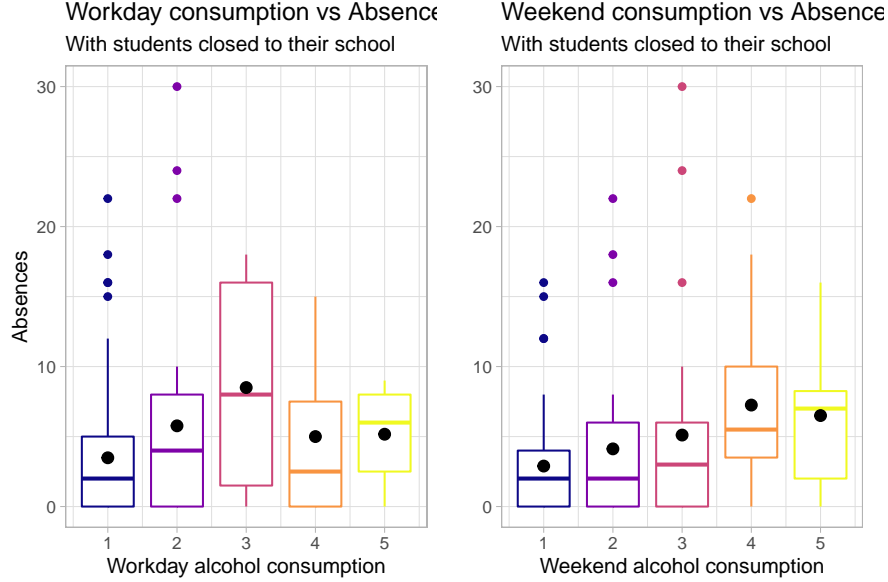 Workday consumption vs Absence
With students closed to their school
Absences
30
20
10
0
1 2 3 4 5
Workday alcohol consumption
Weekend consumption vs Absence
With students closed to their school
30
20
10
0
1 2 3 4 5
Weekend alcohol consumption